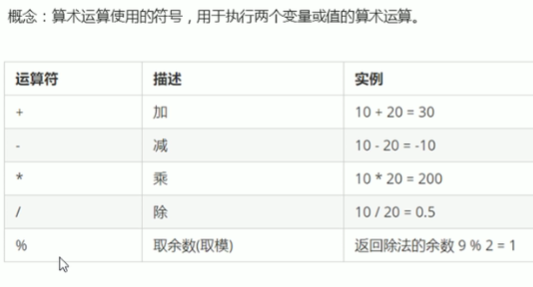 概念：算术运算使用的符号，用于执行两个变量或值的算术运算。
运算符 描述 实例
+ 加 10 + 20 = 30
- 减 10 - 20 = -10
* 乘 10 * 20 = 200
/ 除 10 / 20 = 0.5
% 取余数(取模) 返回除法的余数 9 % 2 = 1